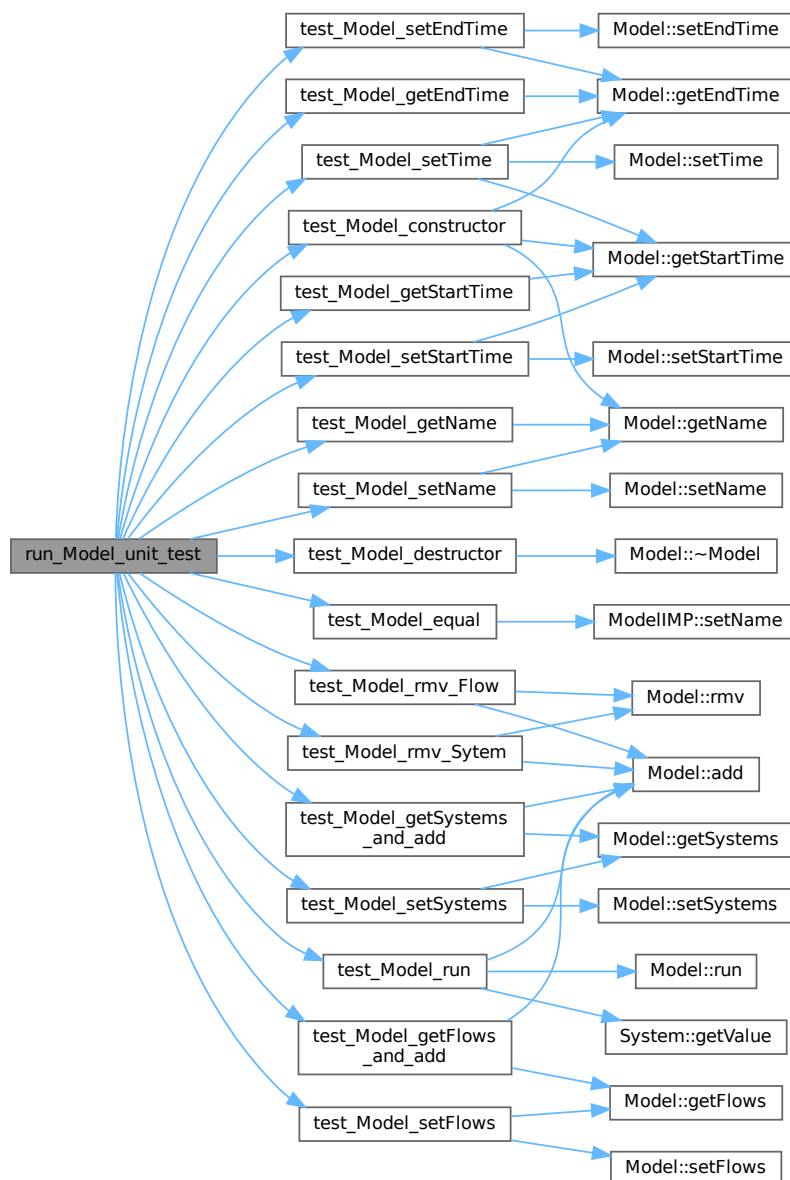 run_Model_unit_test
test_Model_setEndTime
test_Model_getEndTime
test_Model_setTime
test_Model_constructor
test_Model_getStartTime
test_Model_setStartTime
test_Model_getName
test_Model_setName
test_Model_destructor
test_Model_equal
test_Model_rmv_Flow
test_Model_rmv_Sytem
test_Model_getSystems
_and_add
test_Model_setSystems
test_Model_run
test_Model_getFlows
_and_add
test_Model_setFlows
Model::setEndTime
Model::getEndTime
Model::setTime
Model::getStartTime
Model::setStartTime
Model::getName
Model::setName
Model::~Model
ModelIMP::setName
Model::rmv
Model::add
Model::getSystems
Model::setSystems
Model::run
System::getValue
Model::getFlows
Model::setFlows